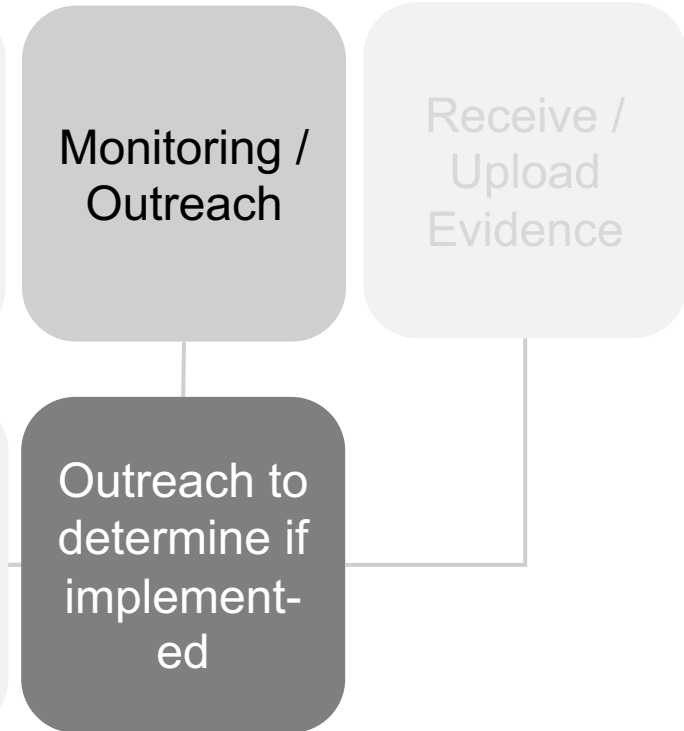 Monitoring /
Outreach
Receive /
Upload
Evidence
Outreach to
determine if
implement-
ed